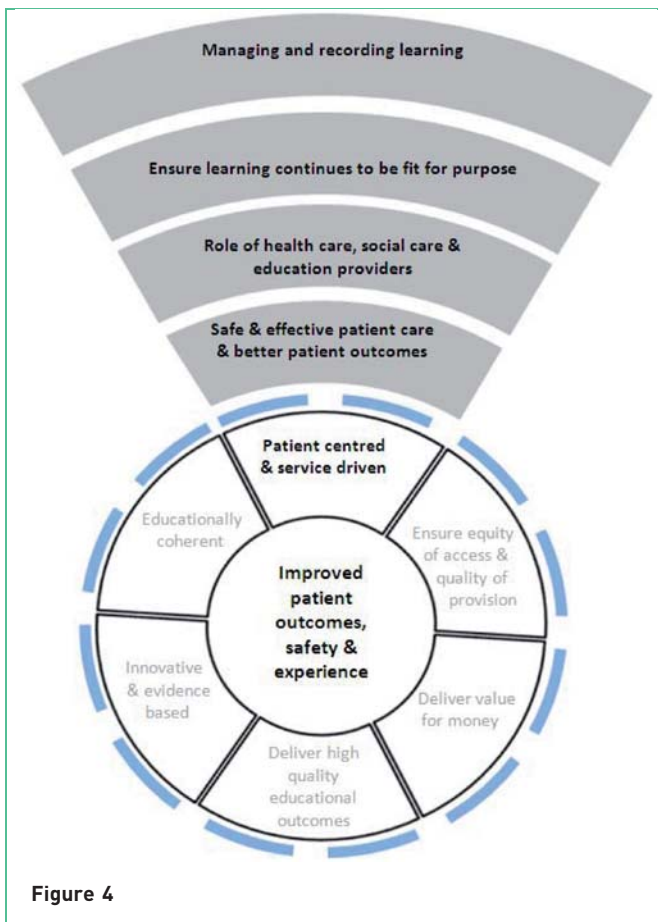 Managing and recording learning
Ensure learning continues to be fit for purpose
Role of health care, social care &
education providers
Safe & effective patient care
& better patient outcomes
Patient centred
& service driven
Educationally
coherent
Ensure equity
of access &
quality of
provision
Improved
patient
outcomes,
safety &
experience
Innovative
& evidence
based
Deliver value
for money
Deliver high
quality
educational
outcomes
Figure 4